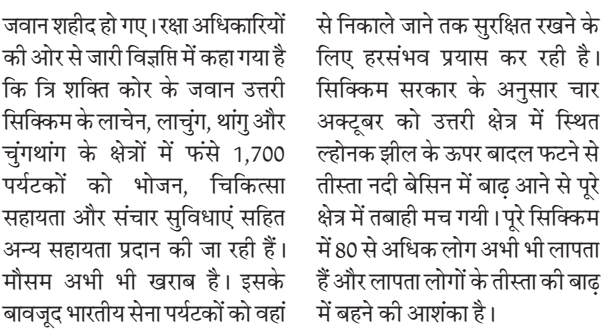 जवान शहीद हो गए। रक्षा अधिकारियों
की ओर से जारी विज्ञप्ति में कहा गया है
कि त्रि शक्ति कोर के जवान उत्तरी
सिक्किम के लाचेन, लाचुंग, थांगु और
चुंगथांग के क्षेत्रों में फंसे 1,700
पर्यटकों को भोजन, चिकित्सा
सहायता और संचार सुविधाएं सहित
अन्य सहायता प्रदान की जा रही हैं।
मौसम अभी भी खराब है। इसके
बावजूद भारतीय सेना पर्यटकों को वहां
से निकाले जाने तक सुरक्षित रखने के
लिए हरसंभव प्रयास कर रही है।
सिक्किम सरकार के अनुसार चार
अक्टूबर को उत्तरी क्षेत्र में स्थित
ल्होनक झील के ऊपर बादल फटने से
तीस्ता नदी बेसिन में बाढ़ आने से पूरे
क्षेत्र में तबाही मच गयी। पूरे सिक्किम
में 80 से अधिक लोग अभी भी लापता
हैं और लापता लोगों के तीस्ता की बाढ़
में बहने की आशंका है।